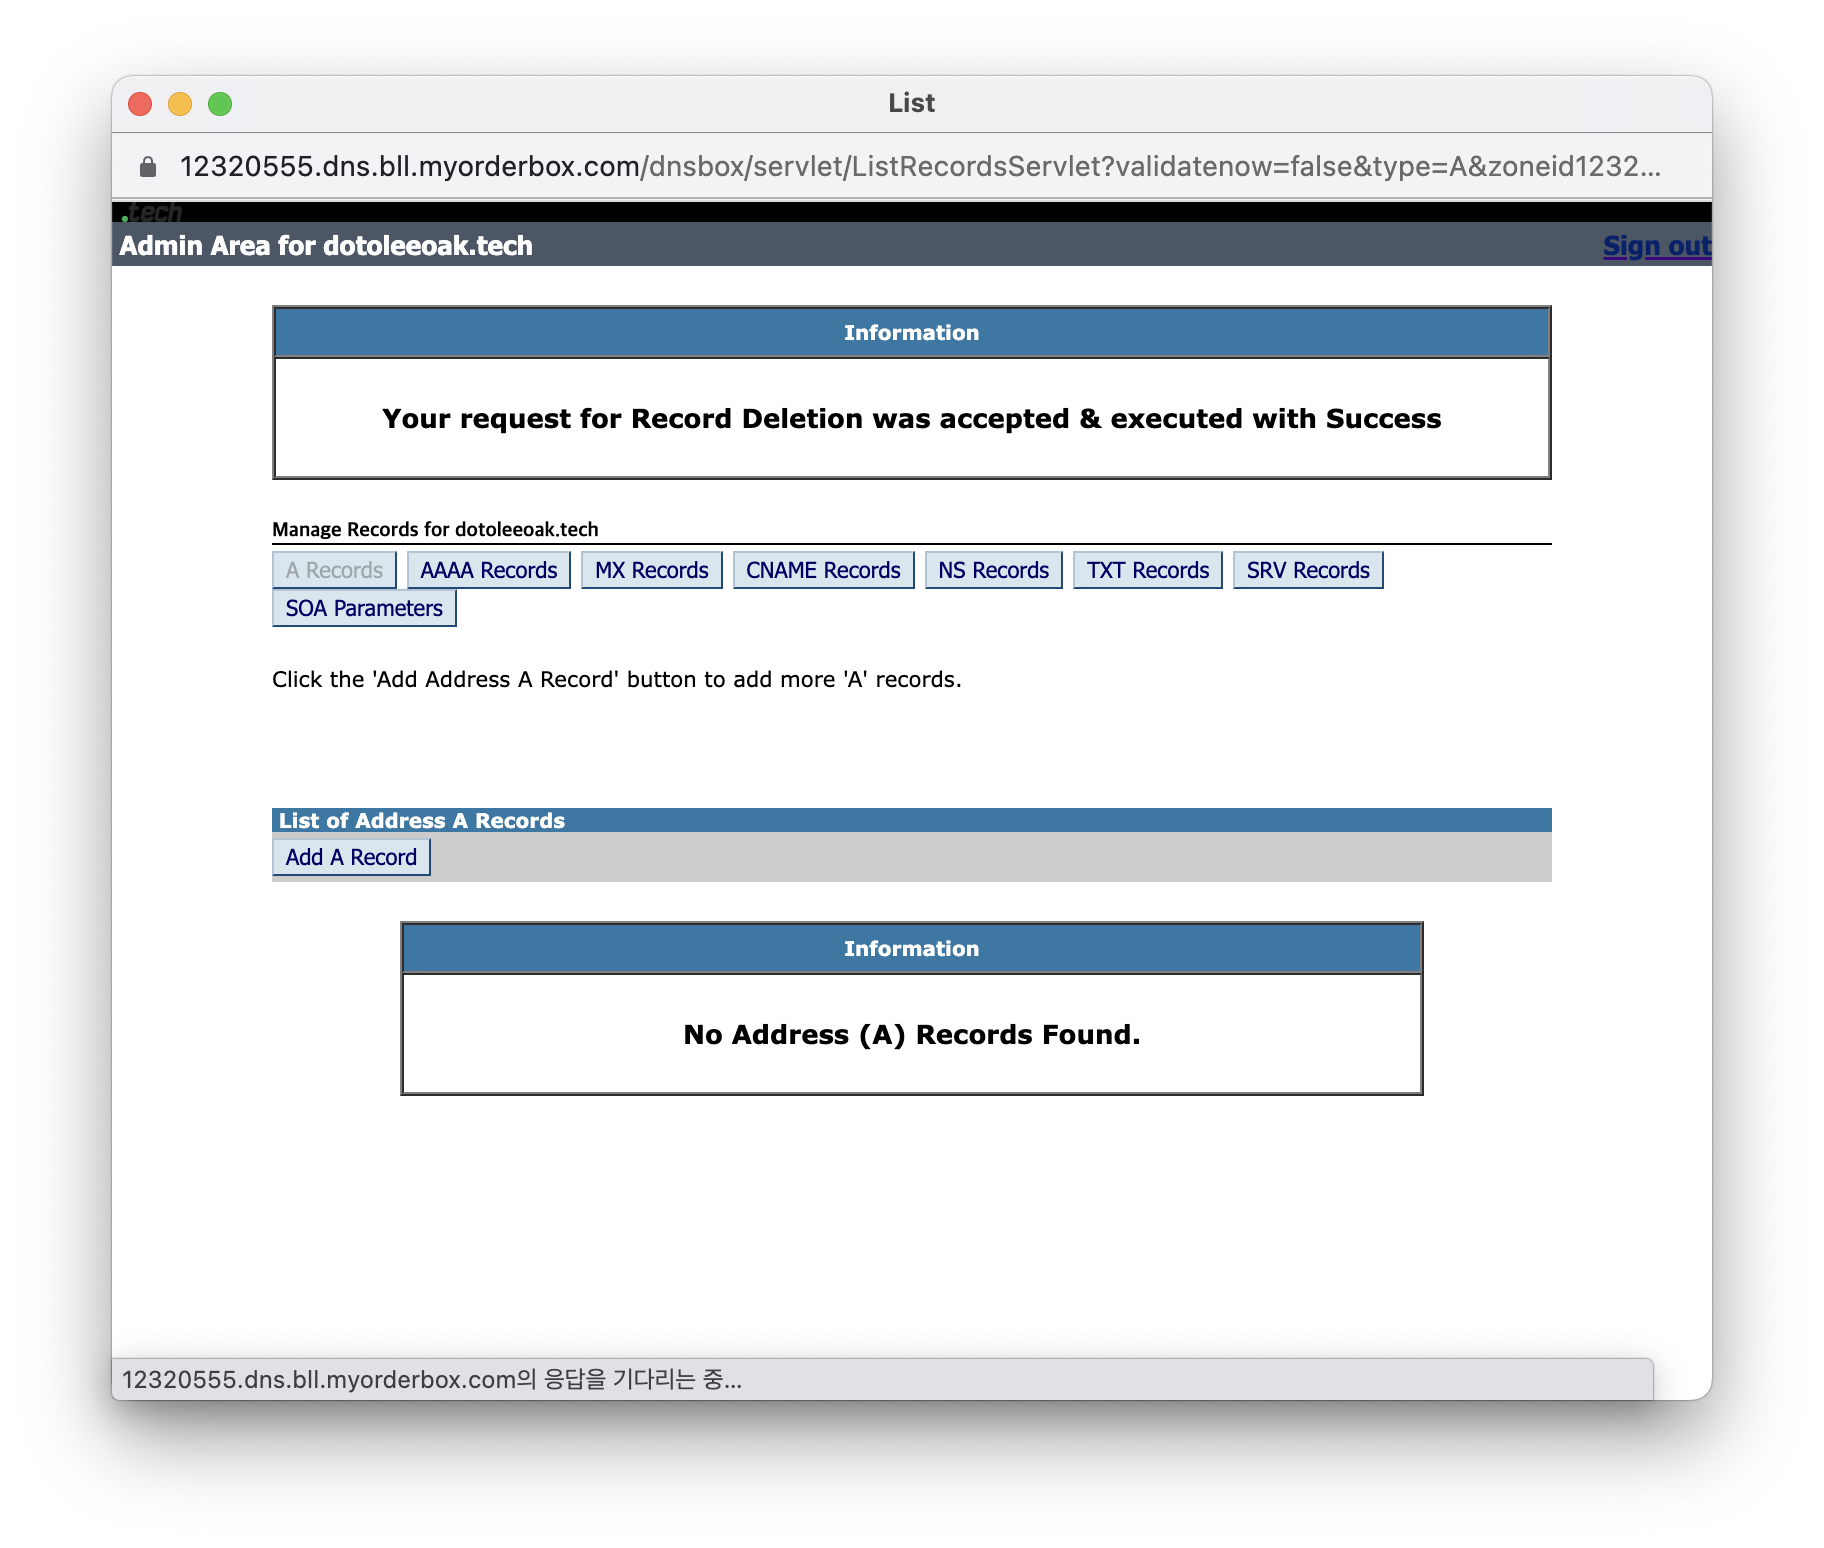 List
12320555.dns.bll.myorderbox.com/dnsbox/servlet/ListRecordsServlet?validatenow=false&type=A&zoneid1232...
.tech
Admin Area for dotoleeoak.tech
Sign out
Information
Your request for Record Deletion was accepted & executed with Success
Manage Records for dotoleeoak.tech
A Records AAAA Records MX Records CNAME Records NS Records TXT Records SRV Records
SOA Parameters
Click the 'Add Address A Record' button to add more 'A' records.
List of Address A Records
Add A Record
Information
No Address (A) Records Found.
12320555.dns.bll.myorderbox.com의 응답을 기다리는 중...